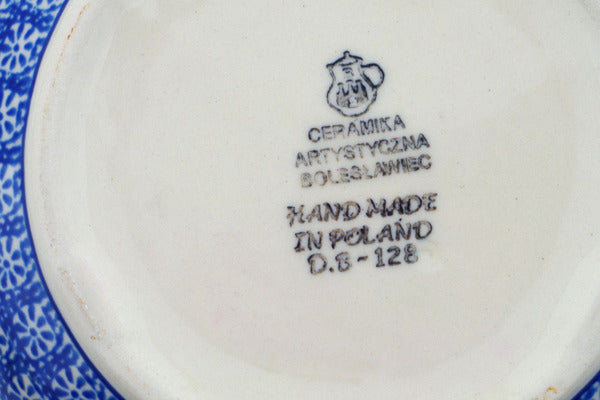 CERAMIKA
ARTYSTYCZNA
BOLESŁAWIEC
HAND MADE
IN POLAND
D.8-128